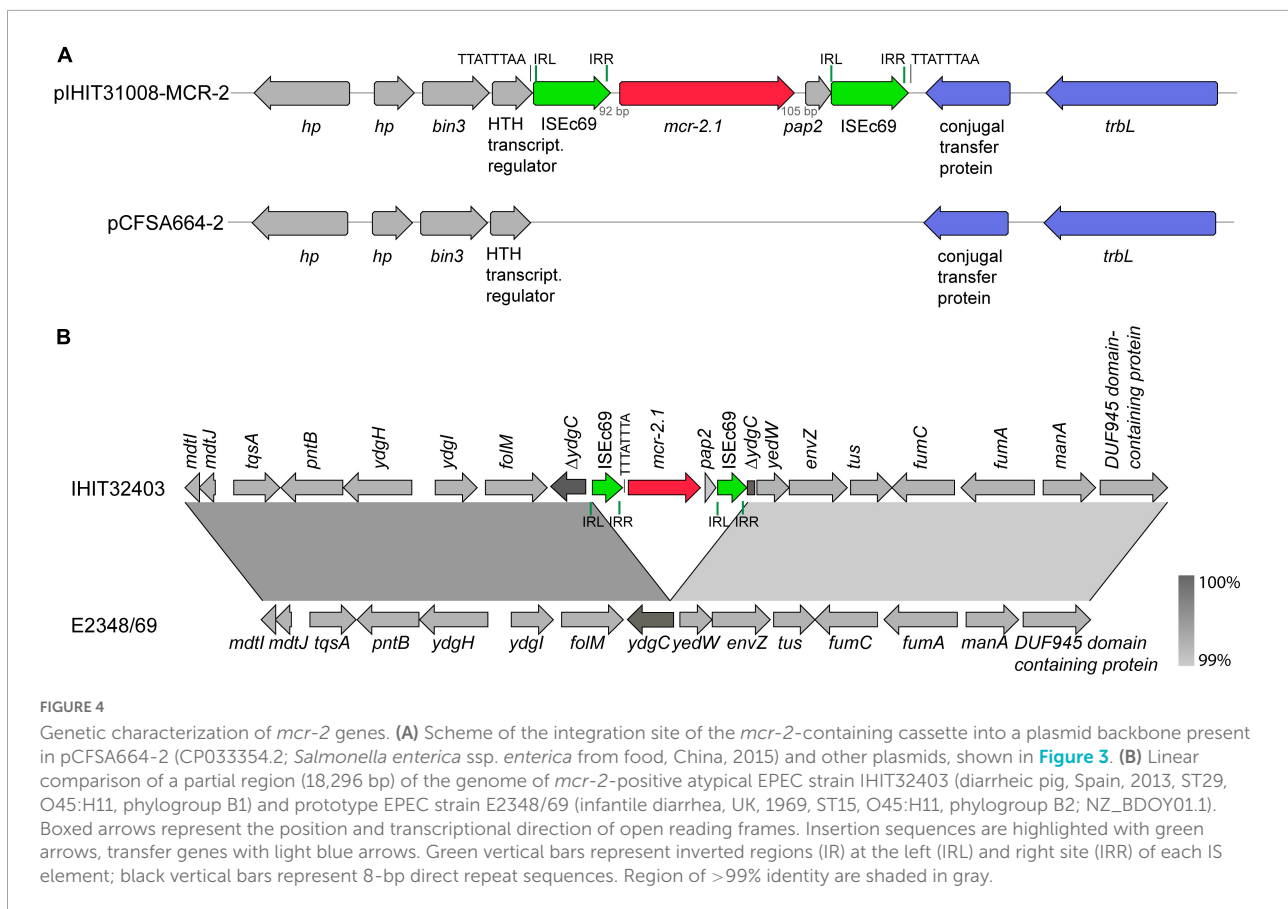 A
TTATTTAA IRL IRR IRL IRR TTATTTAA
pIHIT31008-MCR-2
92 bp 105 bp
hp hp bin3 HTH transcript. regulator ISEc69 mcr-2.1 pap2 ISEc69 conjugal transfer protein trbL
pCFSA664-2
hp hp bin3 HTH transcript. regulator conjugal transfer protein trbL
B
mdtI mdtJ tqsA pntB ydgH ydgI folM ΔydgC ISEc69 TTTATTTA mcr-2.1 pap2 ISEc69 ΔydgC yedW envZ tus fumC fumA manA DUF945 domain-containing protein
IHIT32403
IRL IRR IRL IRR
100%
99%
E2348/69
mdtI mdtJ tqsA pntB ydgH ydgI folM ydgC yedW envZ tus fumC fumA manA DUF945 domain
containing protein
FIGURE 4
Genetic characterization of mcr-2 genes. (A) Scheme of the integration site of the mcr-2-containing cassette into a plasmid backbone present
in pCFSA664-2 (CP033354.2; Salmonella enterica ssp. enterica from food, China, 2015) and other plasmids, shown in Figure 3. (B) Linear
comparison of a partial region (18,296 bp) of the genome of mcr-2-positive atypical EPEC strain IHIT32403 (diarrheic pig, Spain, 2013, ST29,
O45:H11, phylogroup B1) and prototype EPEC strain E2348/69 (infantile diarrhea, UK, 1969, ST15, O45:H11, phylogroup B2; NZ_BDOY01.1).
Boxed arrows represent the position and transcriptional direction of open reading frames. Insertion sequences are highlighted with green
arrows, transfer genes with light blue arrows. Green vertical bars represent inverted regions (IR) at the left (IRL) and right site (IRR) of each IS
element; black vertical bars represent 8-bp direct repeat sequences. Region of >99% identity are shaded in gray.